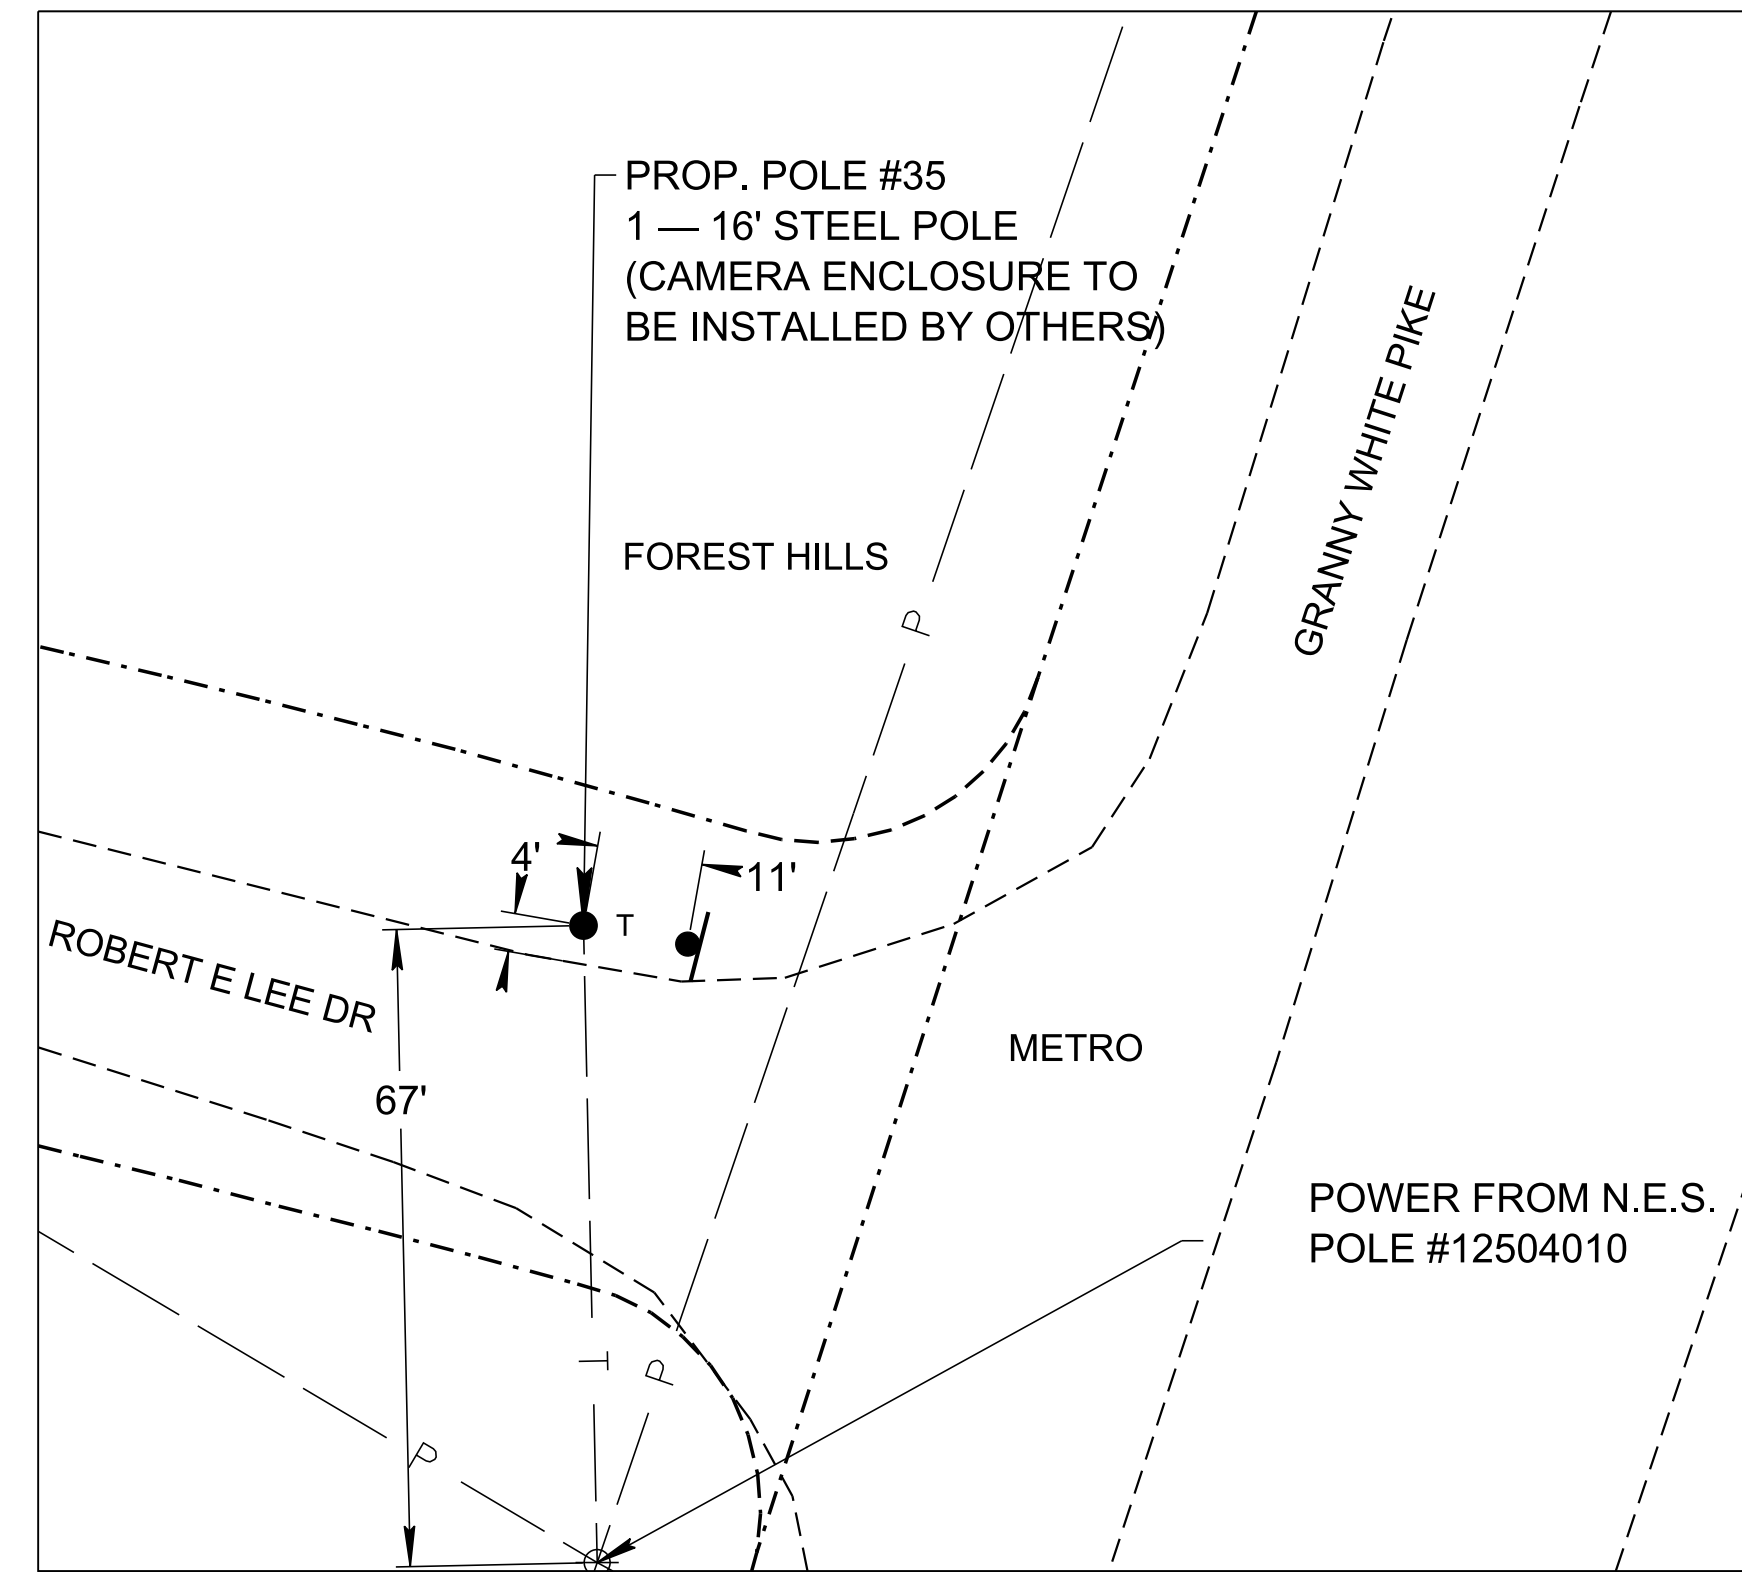 PROP. POLE #35
1 — 16' STEEL POLE
(CAMERA ENCLOSURE TO
BE INSTALLED BY OTHERS)
GRANNY WHITE PIKE
FOREST HILLS
P
4'
11'
T
ROBERT E LEE DR
METRO
67'
POWER FROM N.E.S.
POLE #12504010
T
P
P